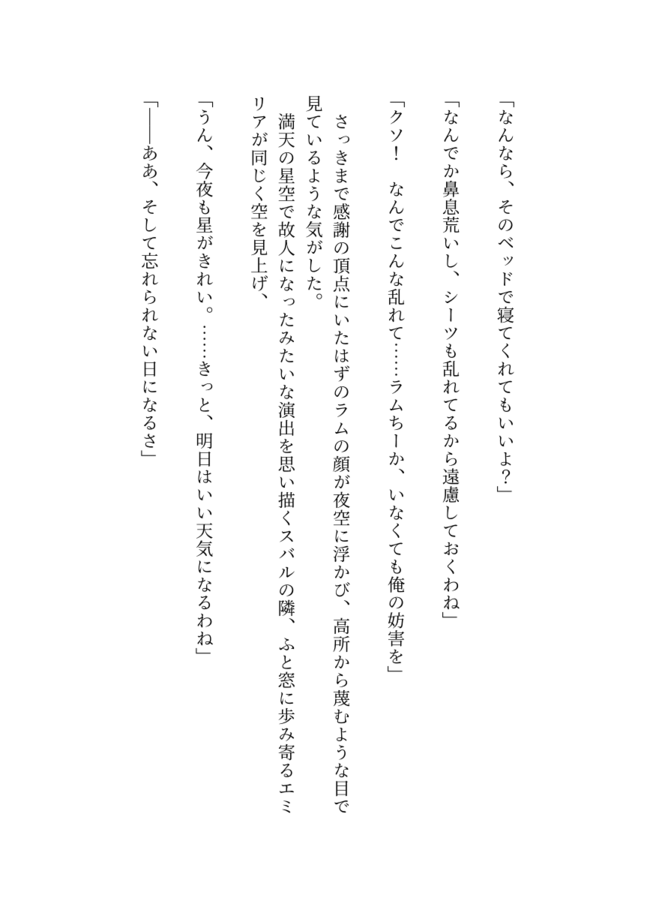 「なんなら、そのベッドで寝てくれてもいいよ？」
「なんでか鼻息荒いし、シーツも乱れてるから遠慮しておくわね」
「クソ！　なんでこんな乱れて……ラムちーか、いなくても俺の妨害を」
　さっきまで感謝の頂点にいたはずのラムの顔が夜空に浮かび、高所から蔑むような目で
見ているような気がした。
　満天の星空で故人になったみたいな演出を思い描くスバルの隣、ふと窓に歩み寄るエミ
リアが同じく空を見上げ、
「うん、今夜も星がきれい。……きっと、明日はいい天気になるわね」
「――ああ、そして忘れられない日になるさ」